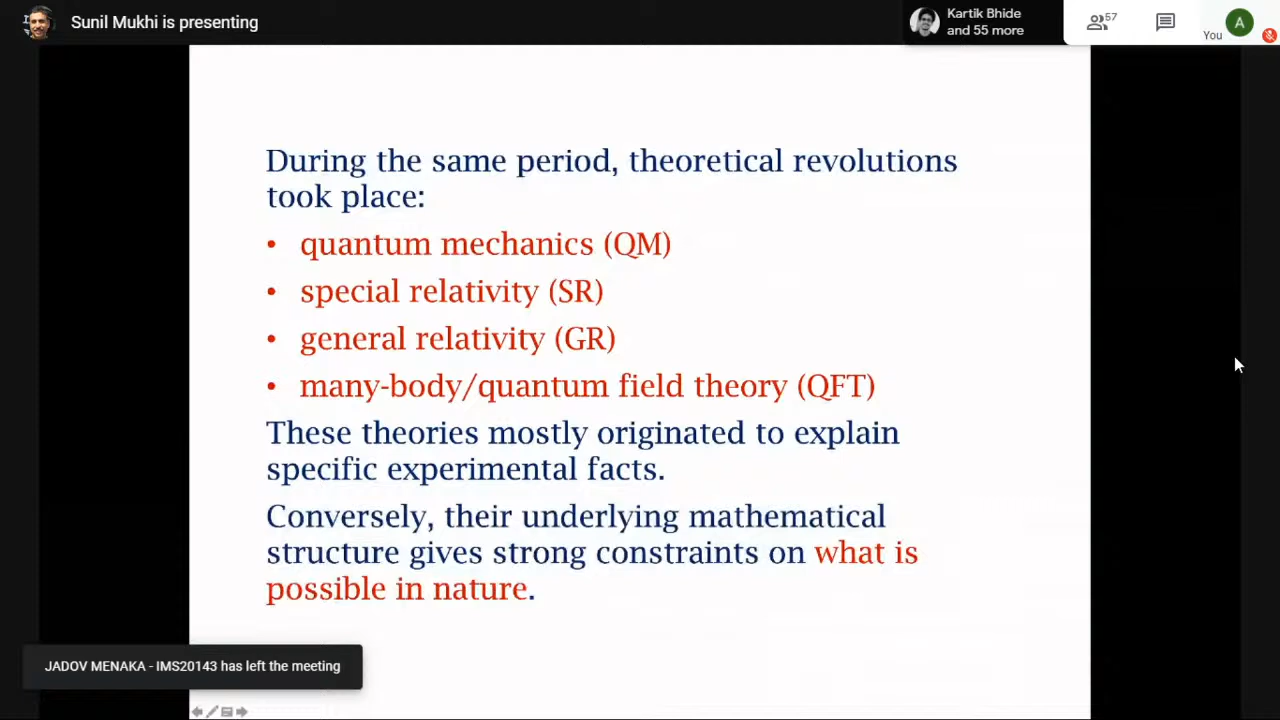 Sunil Mukhi is presenting
Kartik Bhide
and 55 more
57
You
A
During the same period, theoretical revolutions
took place:
• quantum mechanics (QM)
• special relativity (SR)
• general relativity (GR)
• many-body/quantum field theory (QFT)
These theories mostly originated to explain
specific experimental facts.
Conversely, their underlying mathematical
structure gives strong constraints on what is
possible in nature.
JADOV MENAKA - IMS20143 has left the meeting